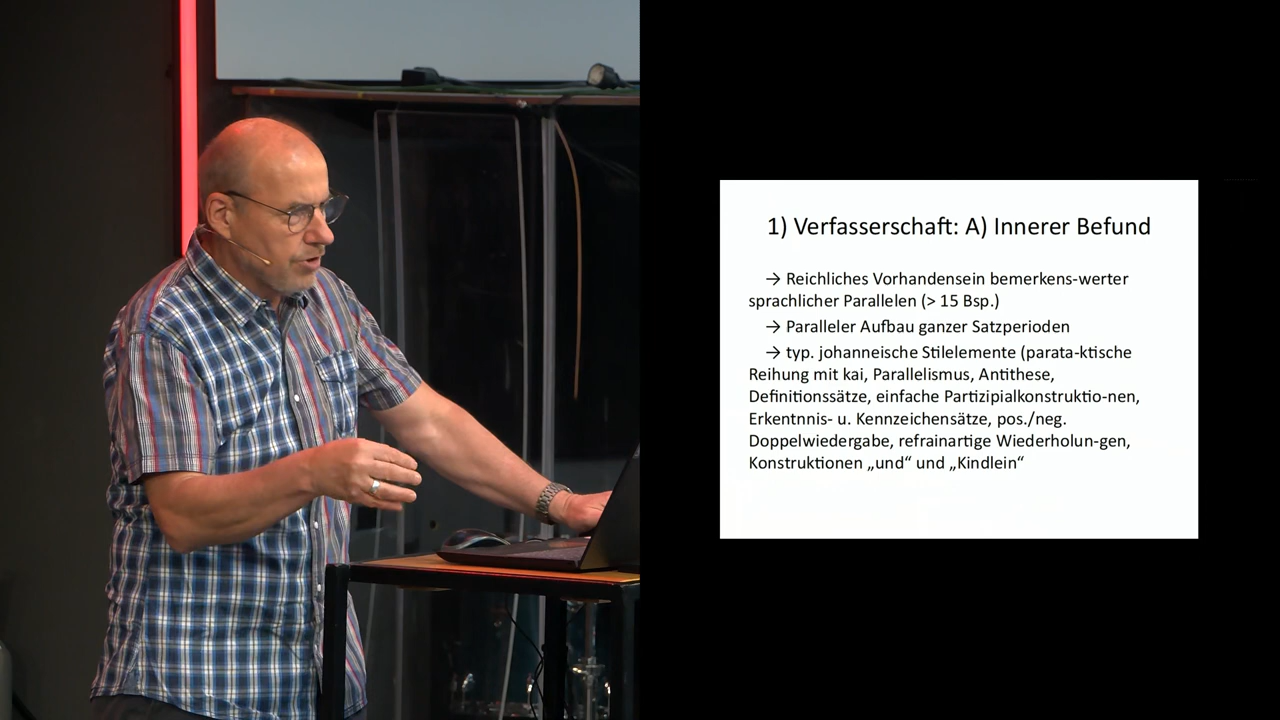 1) Verfasserschaft: A) Innerer Befund
→ Reichliches Vorhandensein bemerkens-werter
sprachlicher Parallelen (> 15 Bsp.)
→ Paralleler Aufbau ganzer Satzperioden
→ typ. johanneische Stilelemente (parata-ktische
Reihung mit kai, Parallelismus, Antithese,
Definitionssätze, einfache Partizipialkonstruktio-nen,
Erkentnnis- u. Kennzeichensätze, pos./neg.
Doppelwiedergabe, refrainartige Wiederholun-gen,
Konstruktionen „und“ und „Kindlein“